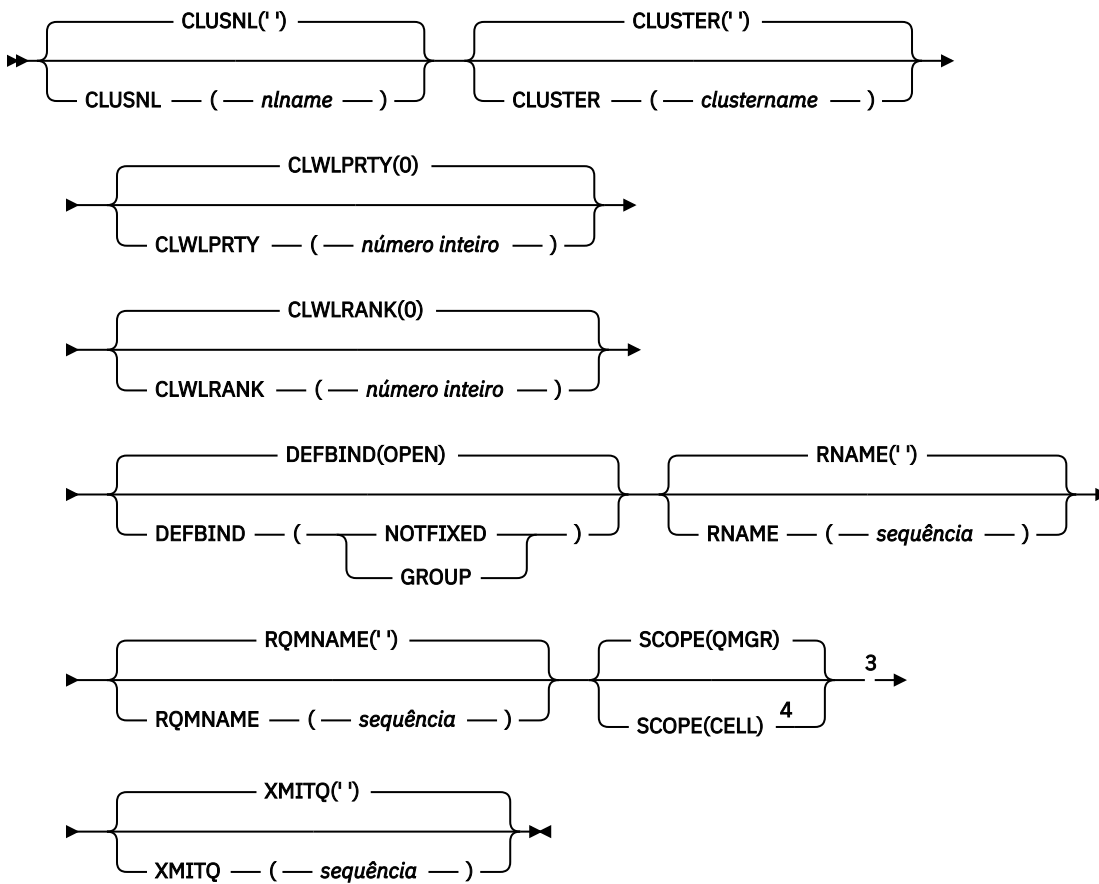 CLUSNL(' ') CLUSTER(' ')
CLUSNL ( nlname ) CLUSTER ( clustername )
CLWLPRTY(0)
CLWLPRTY ( número inteiro )
CLWLRANK(0)
CLWLRANK ( número inteiro )
DEFBIND(OPEN) RNAME(' ')
DEFBIND ( NOTFIXED ) RNAME ( sequência )
GROUP
RQMNAME(' ') SCOPE(QMGR) 3
RQMNAME ( sequência ) SCOPE(CELL) 4
XMITQ(' ')
XMITQ ( sequência )